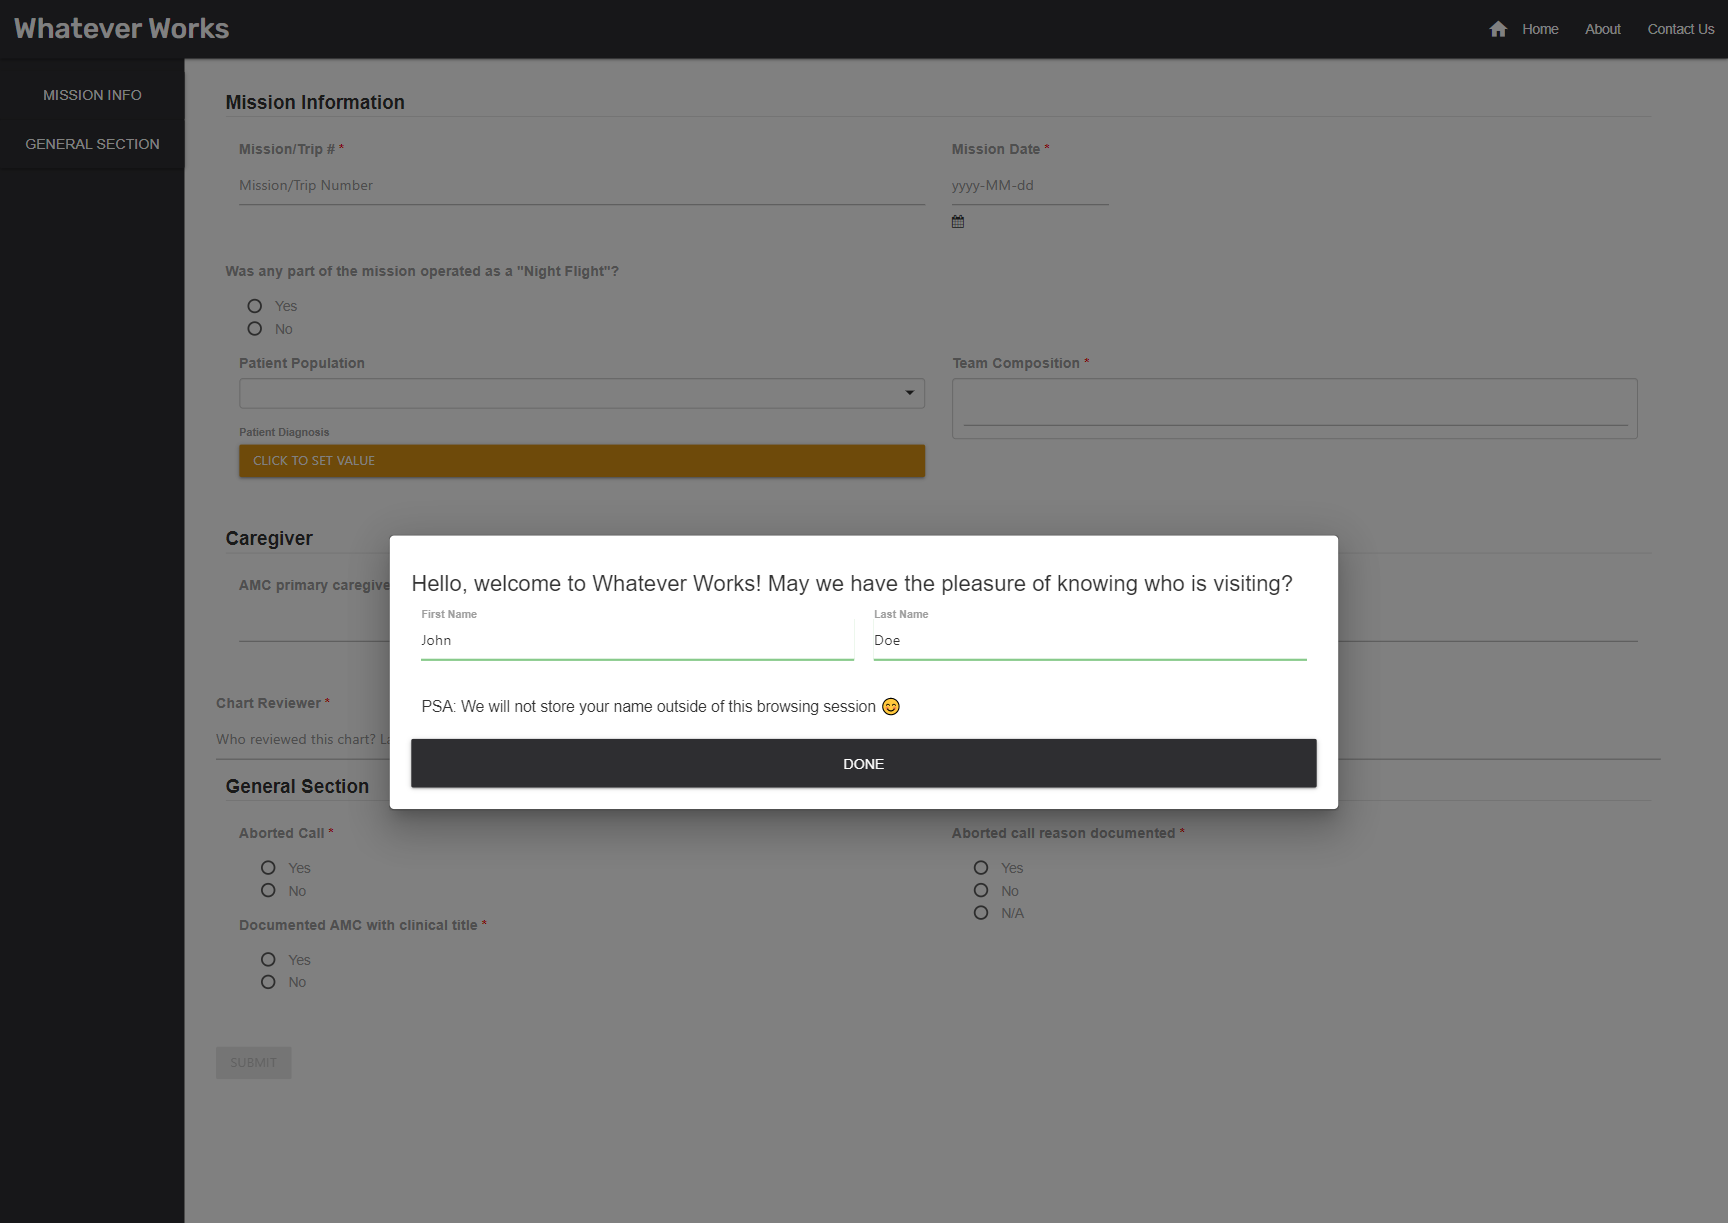 Whatever Works
Home About Contact Us
MISSION INFO
GENERAL SECTION
Mission Information
Mission/Trip # *
Mission/Trip Number
Mission Date *
yyyy-MM-dd
Was any part of the mission operated as a "Night Flight"?
Yes
No
Patient Population
Team Composition *
Patient Diagnosis
CLICK TO SET VALUE
Caregiver
AMC primary
Hello, welcome to Whatever Works! May we have the pleasure of knowing who is visiting?
First Name
John
Last Name
Doe
PSA: We will not store your name outside of this browsing session 😊
DONE
Chart Reviewer *
Who reviewed this chart?
General Section
Aborted Call *
Yes
No
Aborted call reason documented *
Yes
No
N/A
Documented AMC with clinical title *
Yes
No
SUBMIT